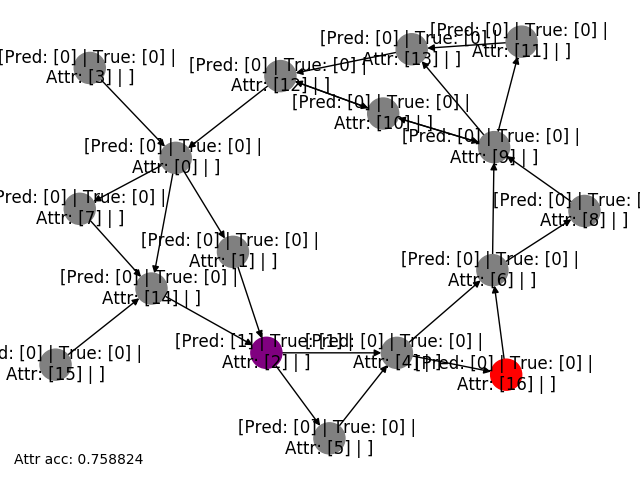 [Pred: [0] | True: [0] |
Attr: [11]| | ]
[Pred: [0] | True: [0] |
Attr: [13]| | ]
[Pred: [0] | True: [0] |
Attr: [3]| | ]
[Pred: [0] | True: [0] |
Attr: [12]| | ]
[Pred: [0] | True: [0] |
Attr: [10]| | ]
[Pred: [0] | True: [0] |
Attr: [9]| | ]
[Pred: [0] | True: [0] |
Attr: [0]| | ]
Pred: [0] | True: [0] |
Attr: [7]| | ]
[Pred: [0] | True: [
Attr: [8]| | ]
[Pred: [0] | True: [0] |
Attr: [1]| | ]
[Pred: [0] | True: [0] |
Attr: [6]| | ]
[Pred: [0] | True: [0] |
Attr: [14]| | ]
[Pred: [1] | True: [1] |
Attr: [2]| | ]
[Pred: [0] | True: [0] |
Attr: [4]| | ]
d: [0] | True: [0] |
Attr: [15]| | ]
[Pred: [0] | True: [0] |
Attr: [16]| | ]
[Pred: [0] | True: [0] |
Attr: [5]| | ]
Attr acc: 0.758824